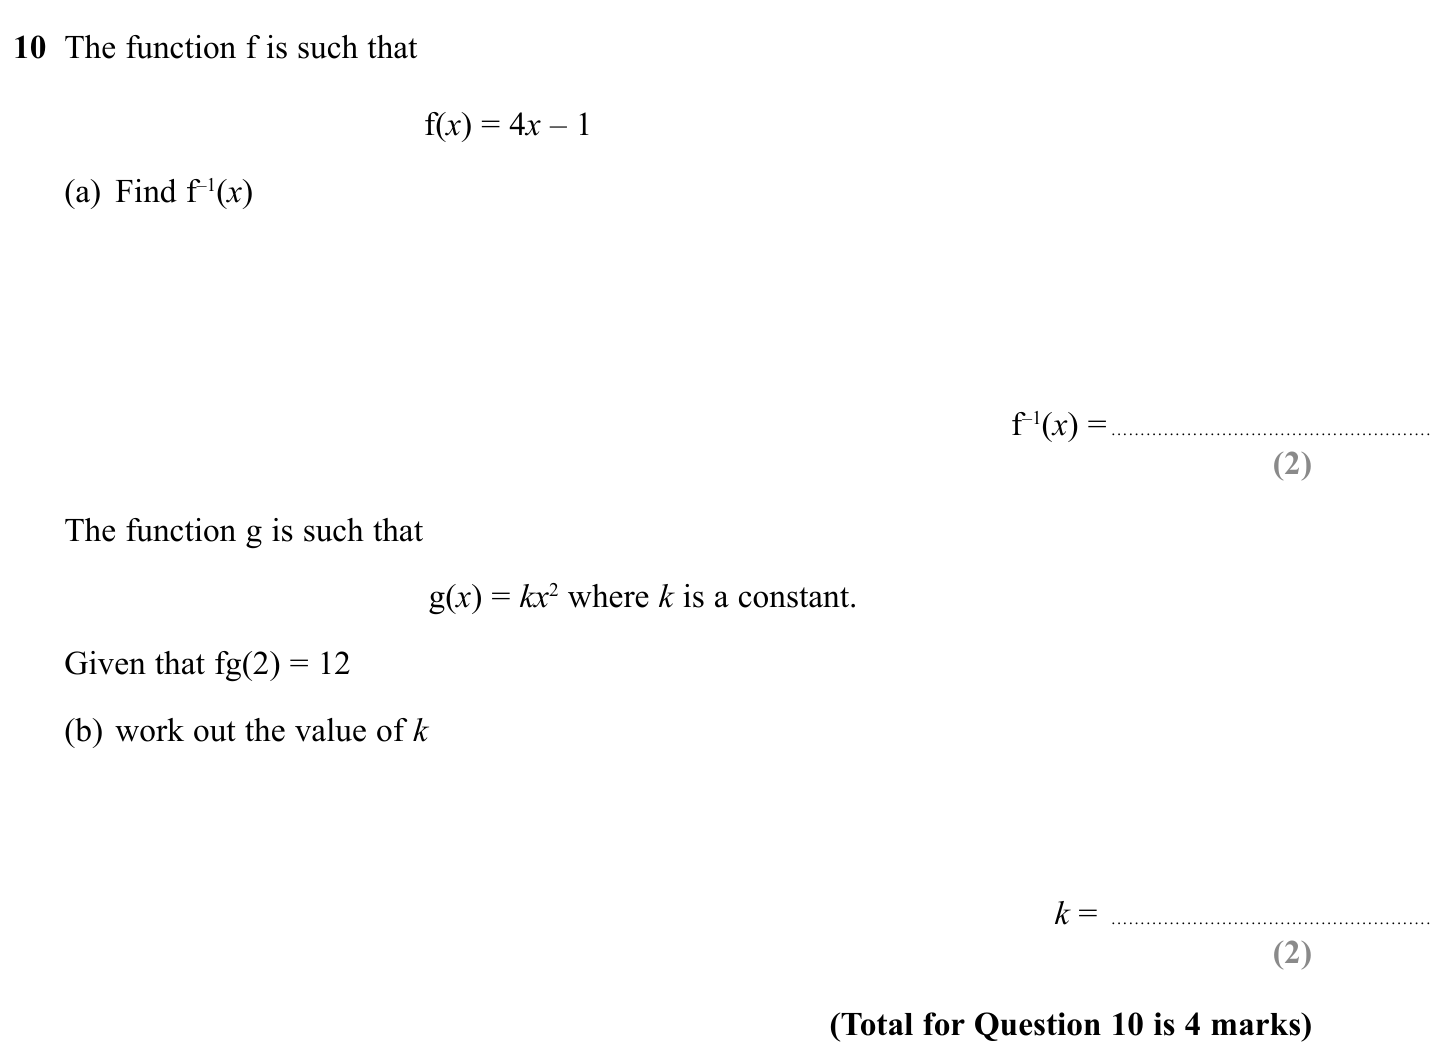 10 The function f is such that
f(x) = 4x – 1
(a) Find f⁻¹(x)
f⁻¹(x) = ........................................................
(2)
The function g is such that
g(x) = kx² where k is a constant.
Given that fg(2) = 12
(b) work out the value of k
k = ........................................................
(2)
(Total for Question 10 is 4 marks)